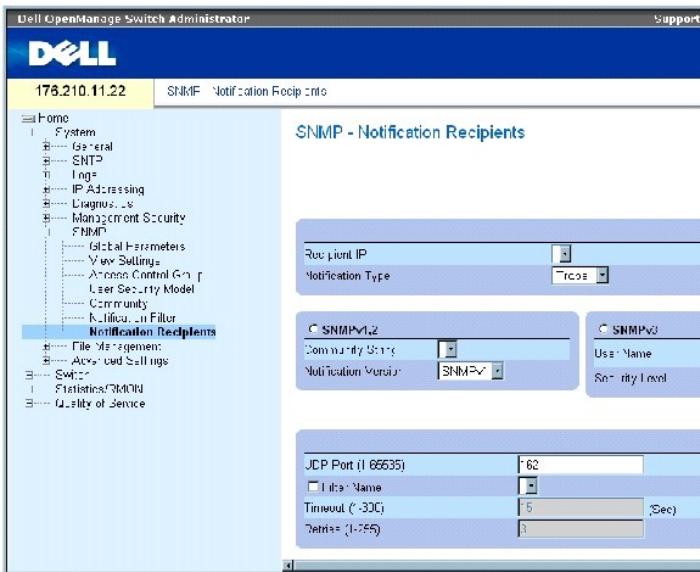 Dell OpenManage Switch Administrator Support
DELL
176.210.11.22 SNMP Notification Recipients
Home
System
General
SNTP
Logs
IP Addressing
Diagnostics
Management Security
SNMP
Global Parameters
View Settings
Access Control Group
User Security Model
Community
Notification Filter
Notification Recipients
File Management
Advanced Settings
Switch
Statistics/RMON
Quality of Service
SNMP - Notification Recipients
Recipient IP
Notification Type Traps
SNMPv1,2
Community String
Notification Version SNMPv1
SNMPv3
User Name
Security Level
UDP Port (1-65535) 162
Filter Name
Timeout (1-300) 15 (Sec)
Retries (1-255) 3